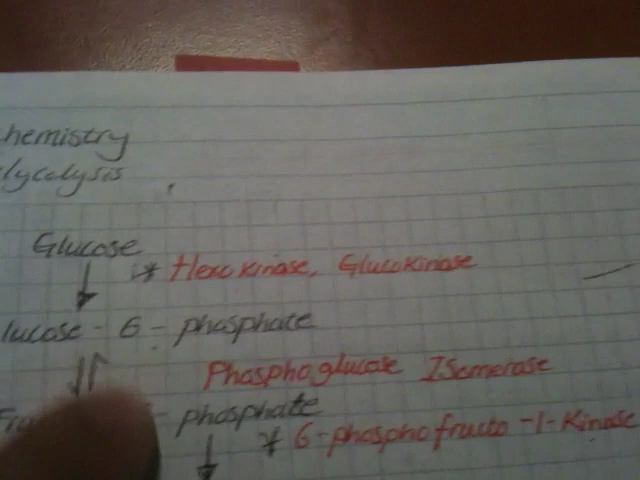 hemistry
lycolysis
Glucose
* Hexokinase, Glucokinase
lucose - 6 - phosphate
Phosphoglucose Isomerase
phosphate
* 6-phosphofructo-1-Kinase